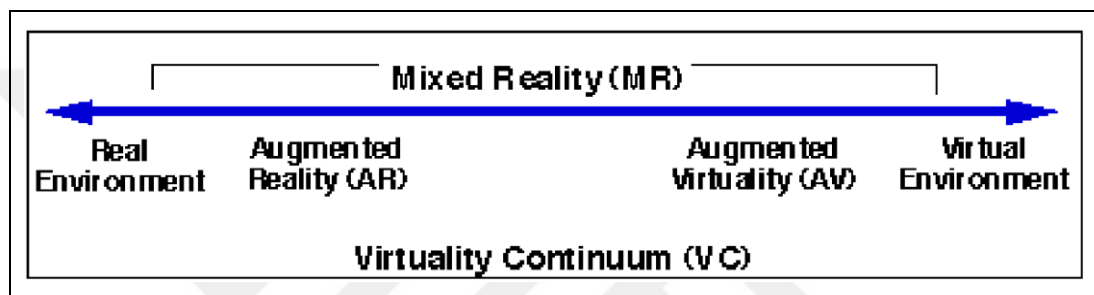 Mixed Reality (MR)
Real Environment
Augmented Reality (AR)
Augmented Virtuality (AV)
Virtual Environment
Virtuality Continuum (VC)